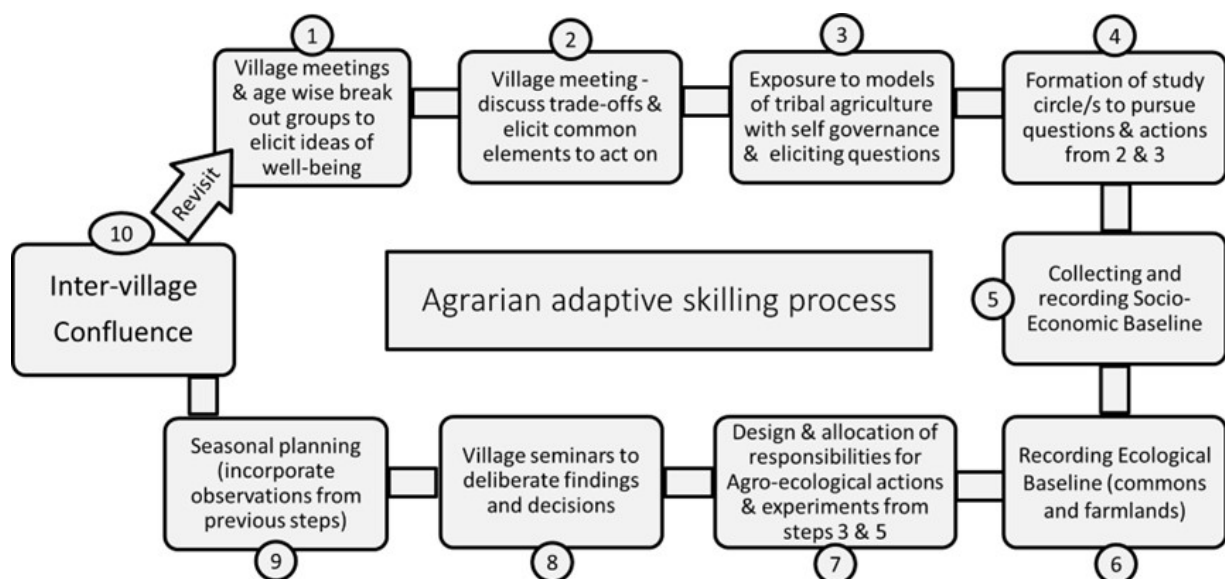 1
Village meetings
& age wise break
out groups to
elicit ideas of
well-being
2
Village meeting -
discuss trade-offs &
elicit common
elements to act on
3
Exposure to models
of tribal agriculture
with self governance
& eliciting questions
4
Formation of study
circle/s to pursue
questions & actions
from 2 & 3
5
Collecting and
recording Socio-
Economic Baseline
6
Recording Ecological
Baseline (commons
and farmlands)
7
Design & allocation of
responsibilities for
Agro-ecological actions
& experiments from
steps 3 & 5
8
Village seminars to
deliberate findings
and decisions
9
Seasonal planning
(incorporate
observations from
previous steps)
10
Inter-village
Confluence
Revisit
Agrarian adaptive skilling process